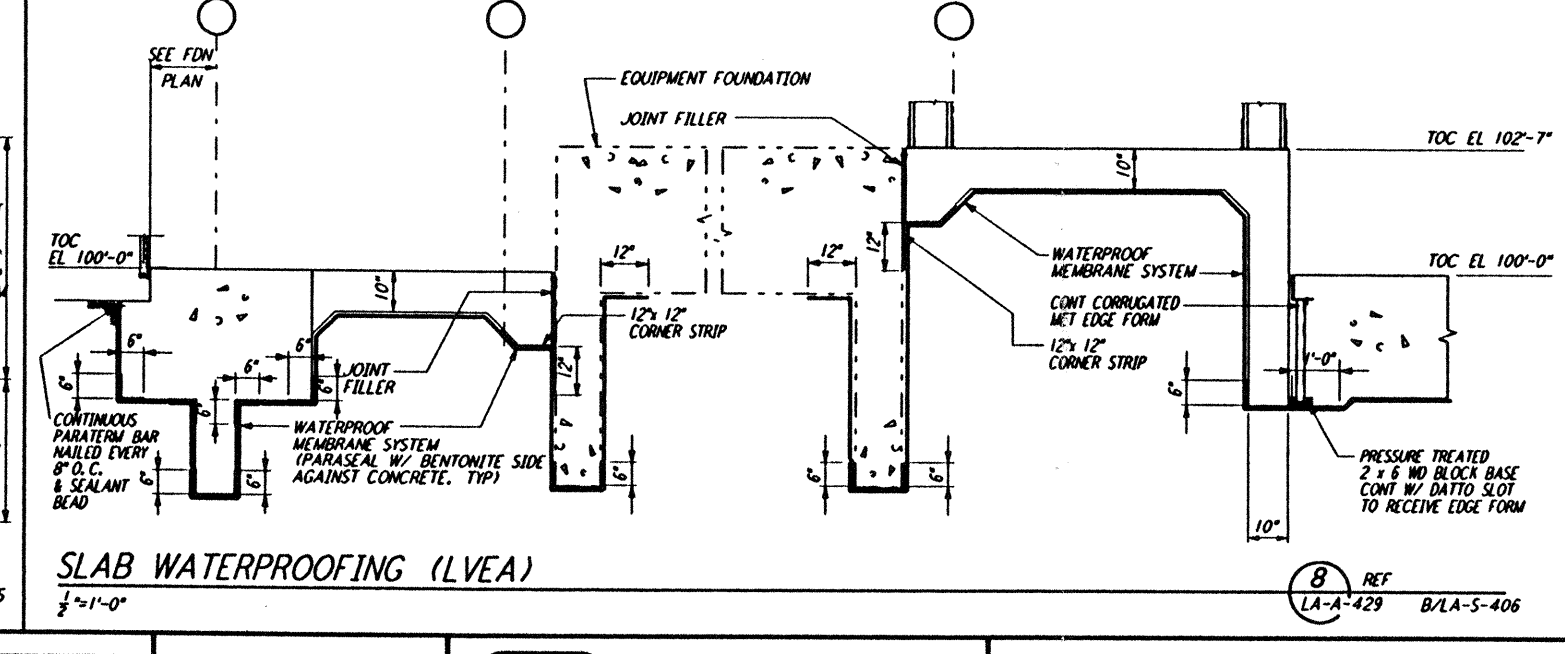 SEE FDN
PLAN
EQUIPMENT FOUNDATION
JOINT FILLER
TOC EL 102'-7"
10"
TOC
EL 100'-0"
10"
12"
12"
12"
WATERPROOF
MEMBRANE SYSTEM
TOC EL 100'-0"
12"x 12"
CORNER STRIP
CONT CORRUGATED
MET EDGE FORM
12"x 12"
CORNER STRIP
6"
6"
6"
6"
6"
6"
JOINT
FILLER
12"
1'-0"
6"
CONTINUOUS
PARATERM BAR
NAILED EVERY
8" O.C.
& SEALANT
BEAD
WATERPROOF
MEMBRANE SYSTEM
(PARASEAL W/ BENTONITE SIDE
AGAINST CONCRETE. TYP)
6"
6"
6"
6"
6"
PRESSURE TREATED
2 x 6 WD BLOCK BASE
CONT W/ DATTO SLOT
TO RECEIVE EDGE FORM
10"
SLAB WATERPROOFING (LVEA)
1/2"=1'-0"
8 REF
LA-A-429 B/LA-S-406